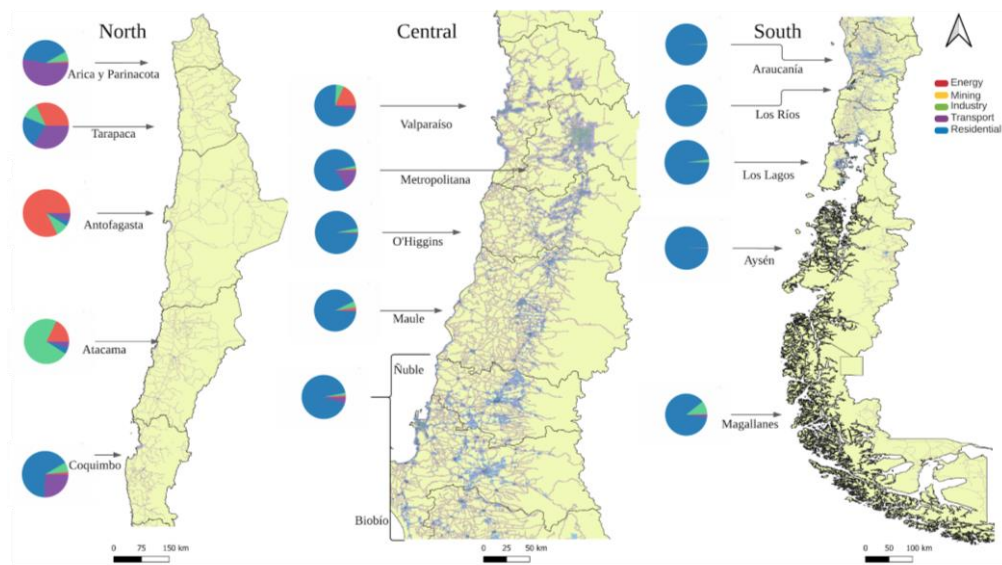 North
Arica y Parinacota
Tarapaca
Antofagasta
Atacama
Coquimbo
0 75 150 km
Central
Valparaíso
Metropolitana
O'Higgins
Maule
Ñuble
Biobío
0 25 50 km
South
Araucanía
Los Ríos
Los Lagos
Aysén
Magallanes
0 50 100 km
Energy
Mining
Industry
Transport
Residential